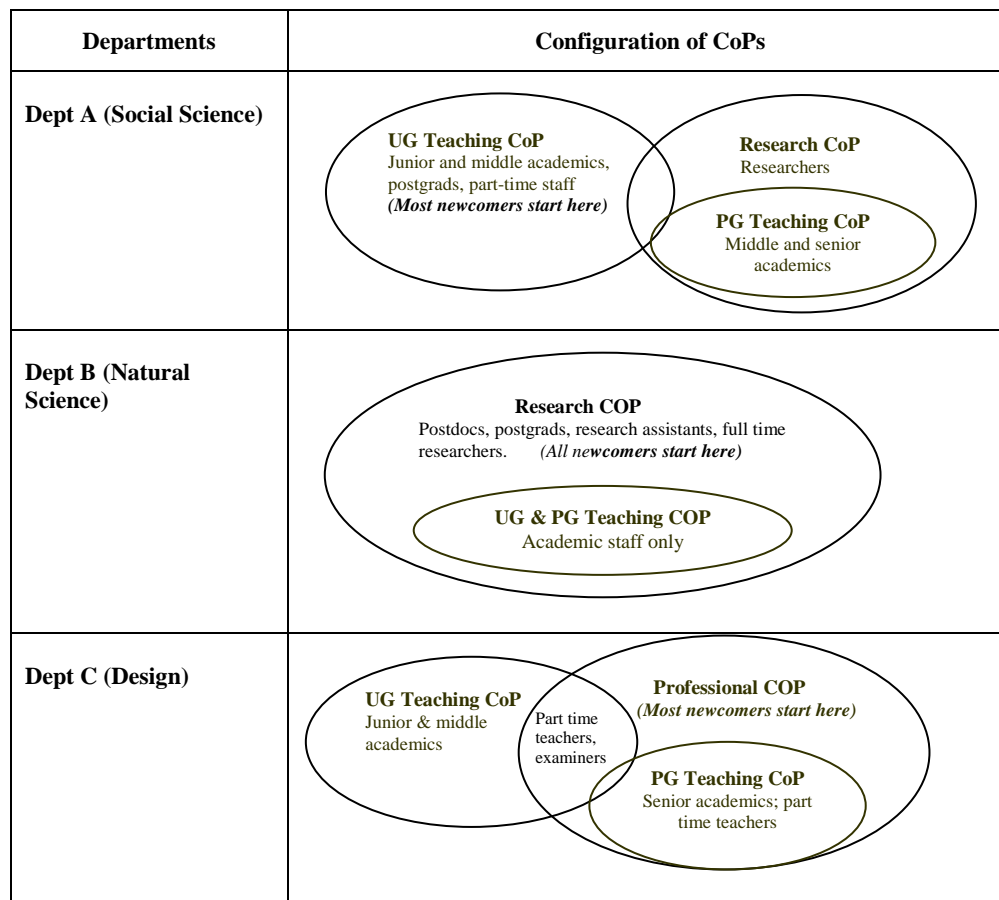 Departments
Configuration of CoPs
Dept A (Social Science)
UG Teaching CoP
Junior and middle academics,
postgrads, part-time staff
(Most newcomers start here)
Research CoP
Researchers
PG Teaching CoP
Middle and senior
academics
Dept B (Natural
Science)
Research COP
Postdocs, postgrads, research assistants, full time
researchers. (All newcomers start here)
UG & PG Teaching COP
Academic staff only
Dept C (Design)
UG Teaching CoP
Junior & middle
academics
Part time
teachers,
examiners
Professional COP
(Most newcomers start here)
PG Teaching CoP
Senior academics; part
time teachers